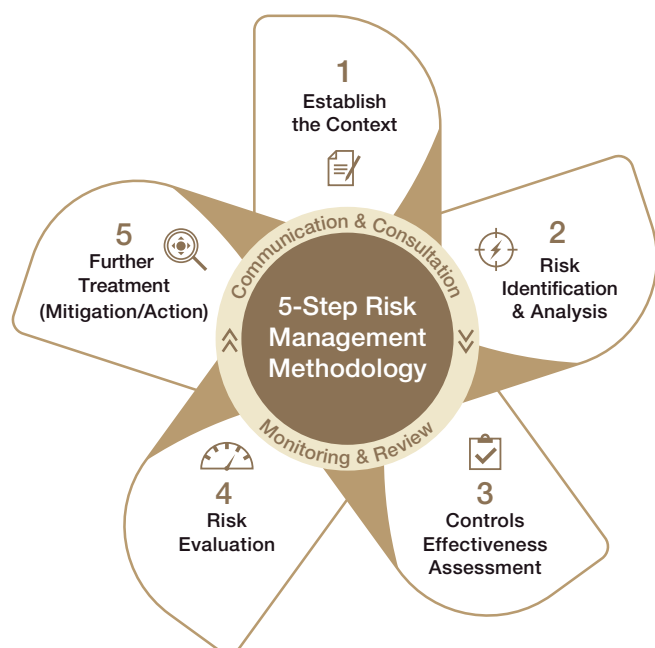 1
Establish
the Context
2
Risk
Identification
& Analysis
3
Controls
Effectiveness
Assessment
4
Risk
Evaluation
5
Further
Treatment
(Mitigation/Action)
Communication & Consultation
5-Step Risk
Management
Methodology
Monitoring & Review